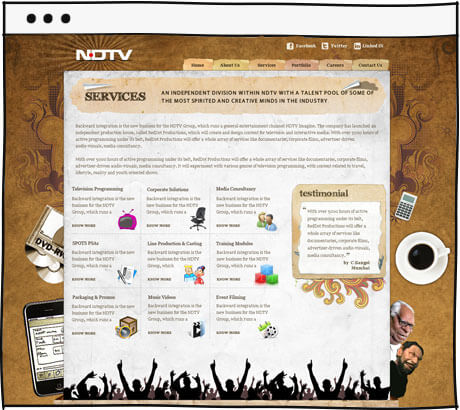 Facebook Twitter Linked In
NDTV
Home About Us Services Portfolio Careers Contact Us
SERVICES
AN INDEPENDENT DIVISION WITHIN NDTV WITH A TALENT POOL OF SOME OF
THE MOST SPIRITED AND CREATIVE MINDS IN THE INDUSTRY
Backward integration is the new business for the NDTV Group, which runs a general entertainment channel NDTV Imagine. The company has launched an
independent production house, called RedDot Productions, which will create and design content for television and interactive media. With over 3000 hours of
active programming under its belt, RedDot Productions will offer a whole array of services like documentaries, corporate films, advertiser driven
audio-visuals, media consultancy.
With over 3000 hours of active programming under its belt, RedDot Productions will offer a whole array of services like documentaries, corporate films,
advertiser driven audio-visuals, media consultancy. It will experiment with various genres of television programming, with content related to travel,
lifestyle, reality and youth oriented shows.
Television Programming
Backward integration is the
new business for the NDTV
Group, which runs a
KNOW MORE
Corporate Solutions
Backward integration is the
new business for the NDTV
Group, which runs a
KNOW MORE
Media Consultancy
Backward integration is the
new business for the NDTV
Group, which runs a
KNOW MORE
testimonial
With over 3000 hours of active
programming under its belt,
RedDot Productions will offer a
whole array of services like
documentaries, corporate films,
advertiser driven audio-visuals,
media consultancy.
by C Gangoi
Mumbai
SPOTS PSAs
Backward integration is the
new business for the NDTV
Group, which runs a
KNOW MORE
Line Production & Casting
Backward integration is the
new business for the NDTV
Group, which
KNOW MORE
Training Modules
Backward integration is the
new business for the NDTV
Group, which runs a
KNOW MORE
Packaging & Promos
Backward integration is the
new business for the NDTV
Group, which runs a
KNOW MORE
Music Videos
Backward integration is the
new business for the NDTV
Group, which runs a
KNOW MORE
Event Filming
Backward integration is the
new business for the NDTV
Group, which runs a
KNOW MORE